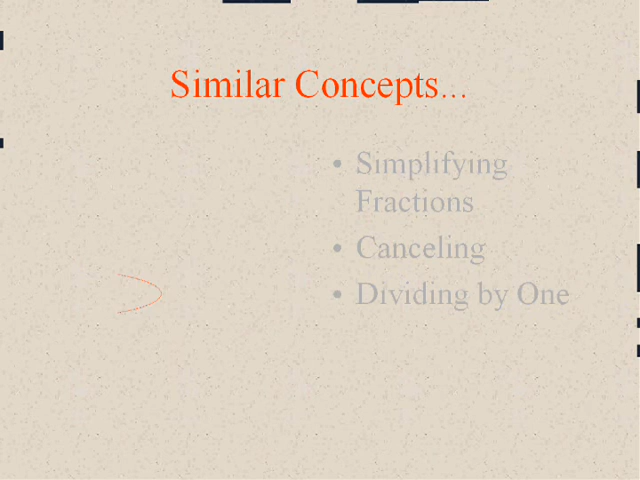 Similar Concepts...
• Simplifying
Fractions
• Canceling
• Dividing by One